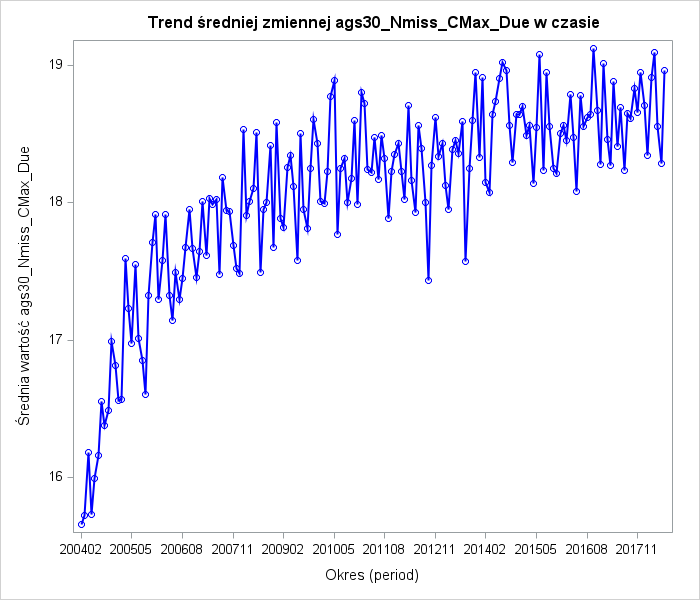 Trend średniej zmiennej ags30_Nmiss_CMax_Due w czasie
Średnia wartość ags30_Nmiss_CMax_Due
19
18
17
16
200402 200505 200608 200711 200902 201005 201108 201211 201402 201505 201608 201711
Okres (period)